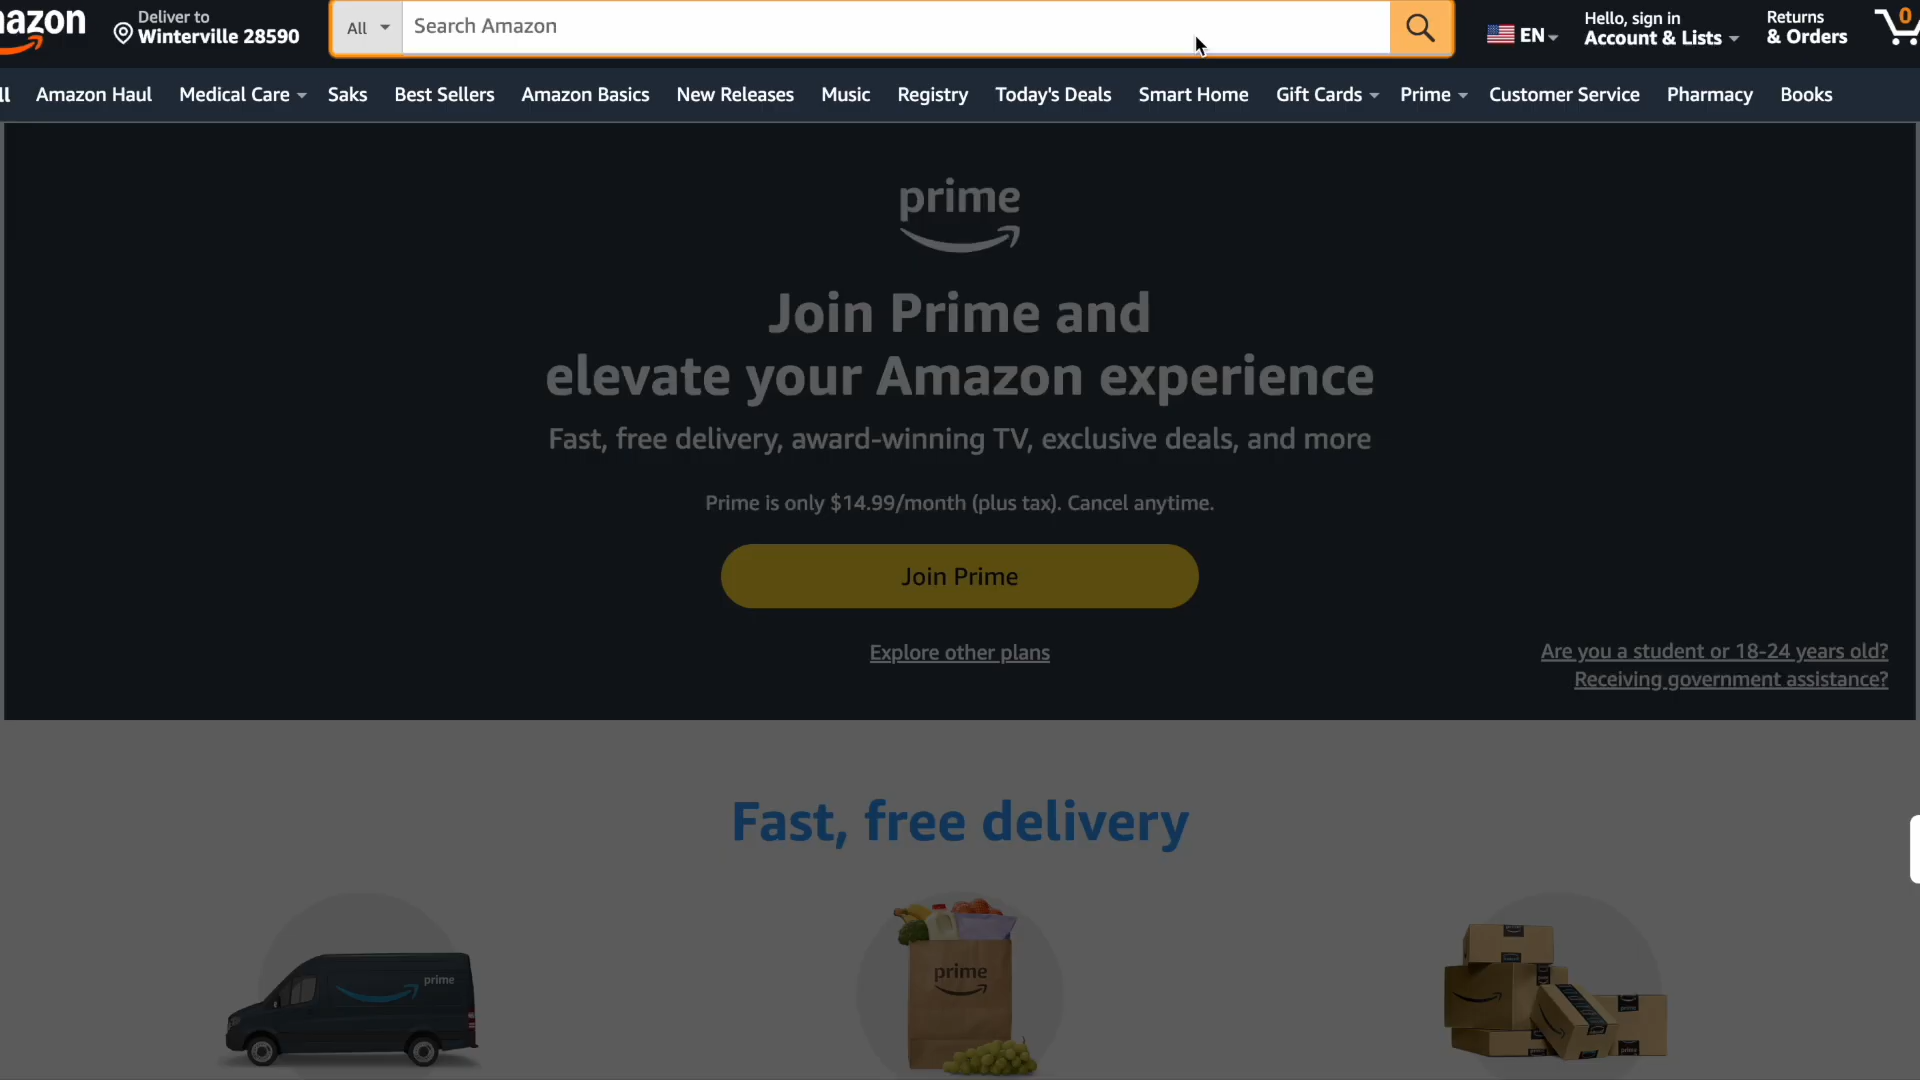 azon
Deliver to
Winterville 28590
All
Search Amazon
EN
Hello, sign in
Account & Lists
Returns
& Orders
0
ll
Amazon Haul
Medical Care
Saks
Best Sellers
Amazon Basics
New Releases
Music
Registry
Today's Deals
Smart Home
Gift Cards
Prime
Customer Service
Pharmacy
Books
prime
Join Prime and
elevate your Amazon experience
Fast, free delivery, award-winning TV, exclusive deals, and more
Prime is only $14.99/month (plus tax). Cancel anytime.
Join Prime
Explore other plans
Are you a student or 18-24 years old?
Receiving government assistance?
Fast, free delivery
prime
prime